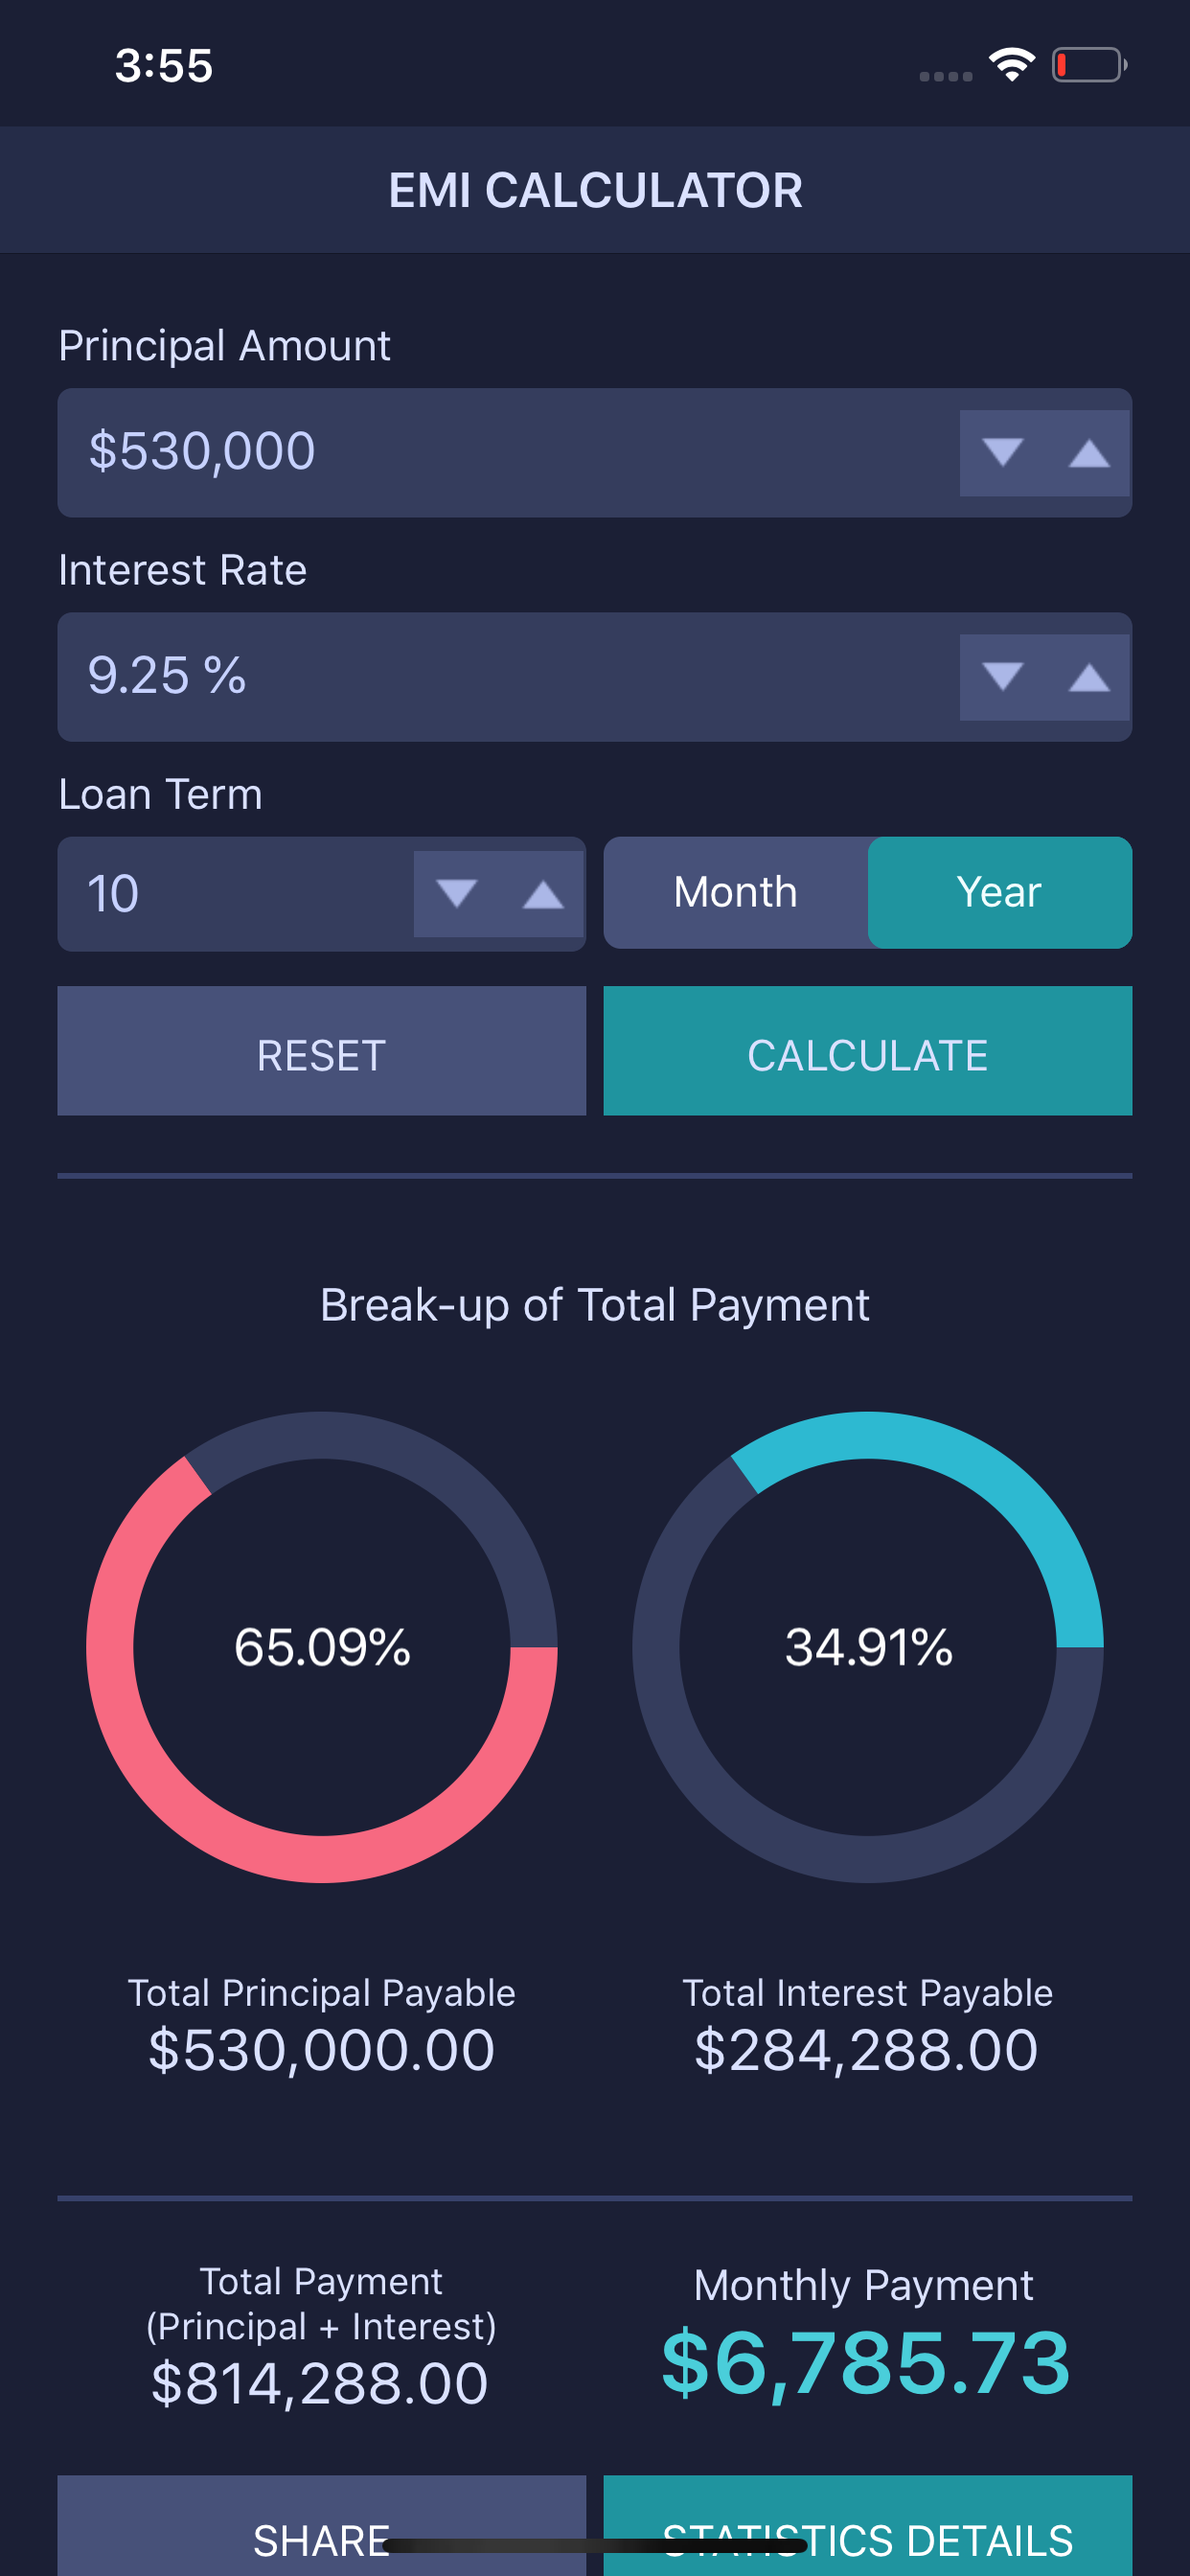 3:55
EMI CALCULATOR
Principal Amount
$530,000
Interest Rate
9.25 %
Loan Term
10
Month
Year
RESET
CALCULATE
Break-up of Total Payment
65.09%
34.91%
Total Principal Payable
$530,000.00
Total Interest Payable
$284,288.00
Total Payment
(Principal + Interest)
$814,288.00
Monthly Payment
$6,785.73
SHARE
STATISTICS DETAILS